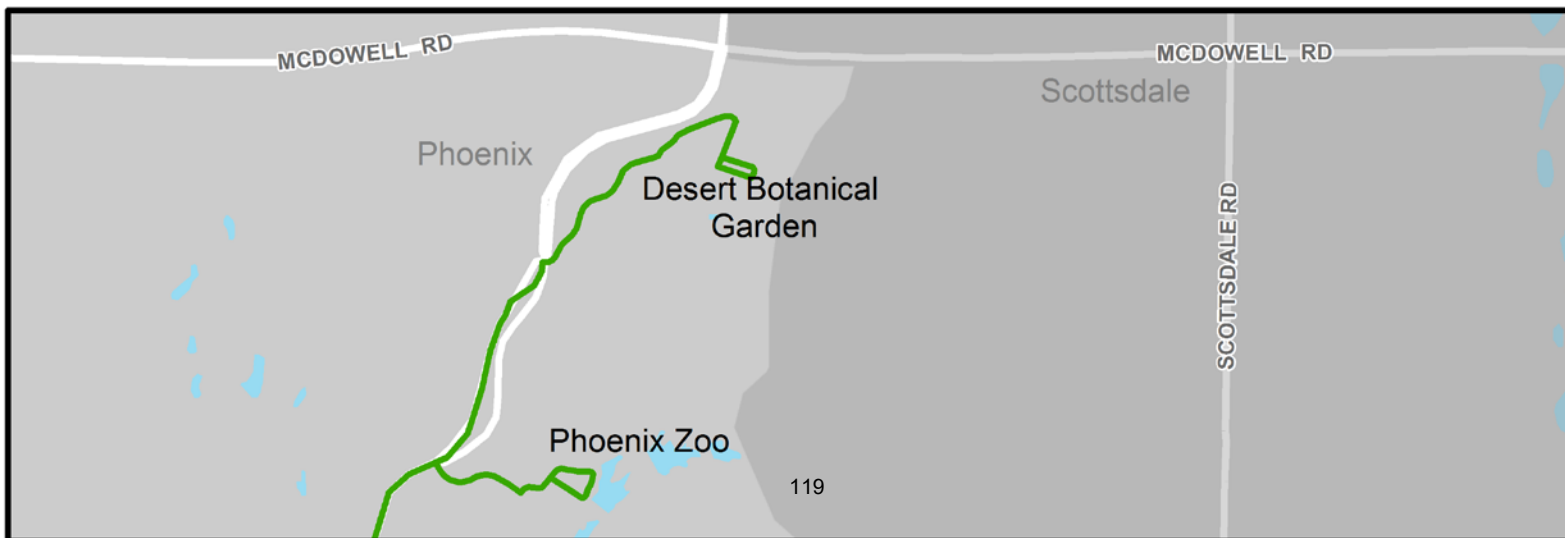 MCDOWELL RD
MCDOWELL RD
Scottsdale
Phoenix
Desert Botanical
Garden
SCOTTSDALE RD
Phoenix Zoo
119